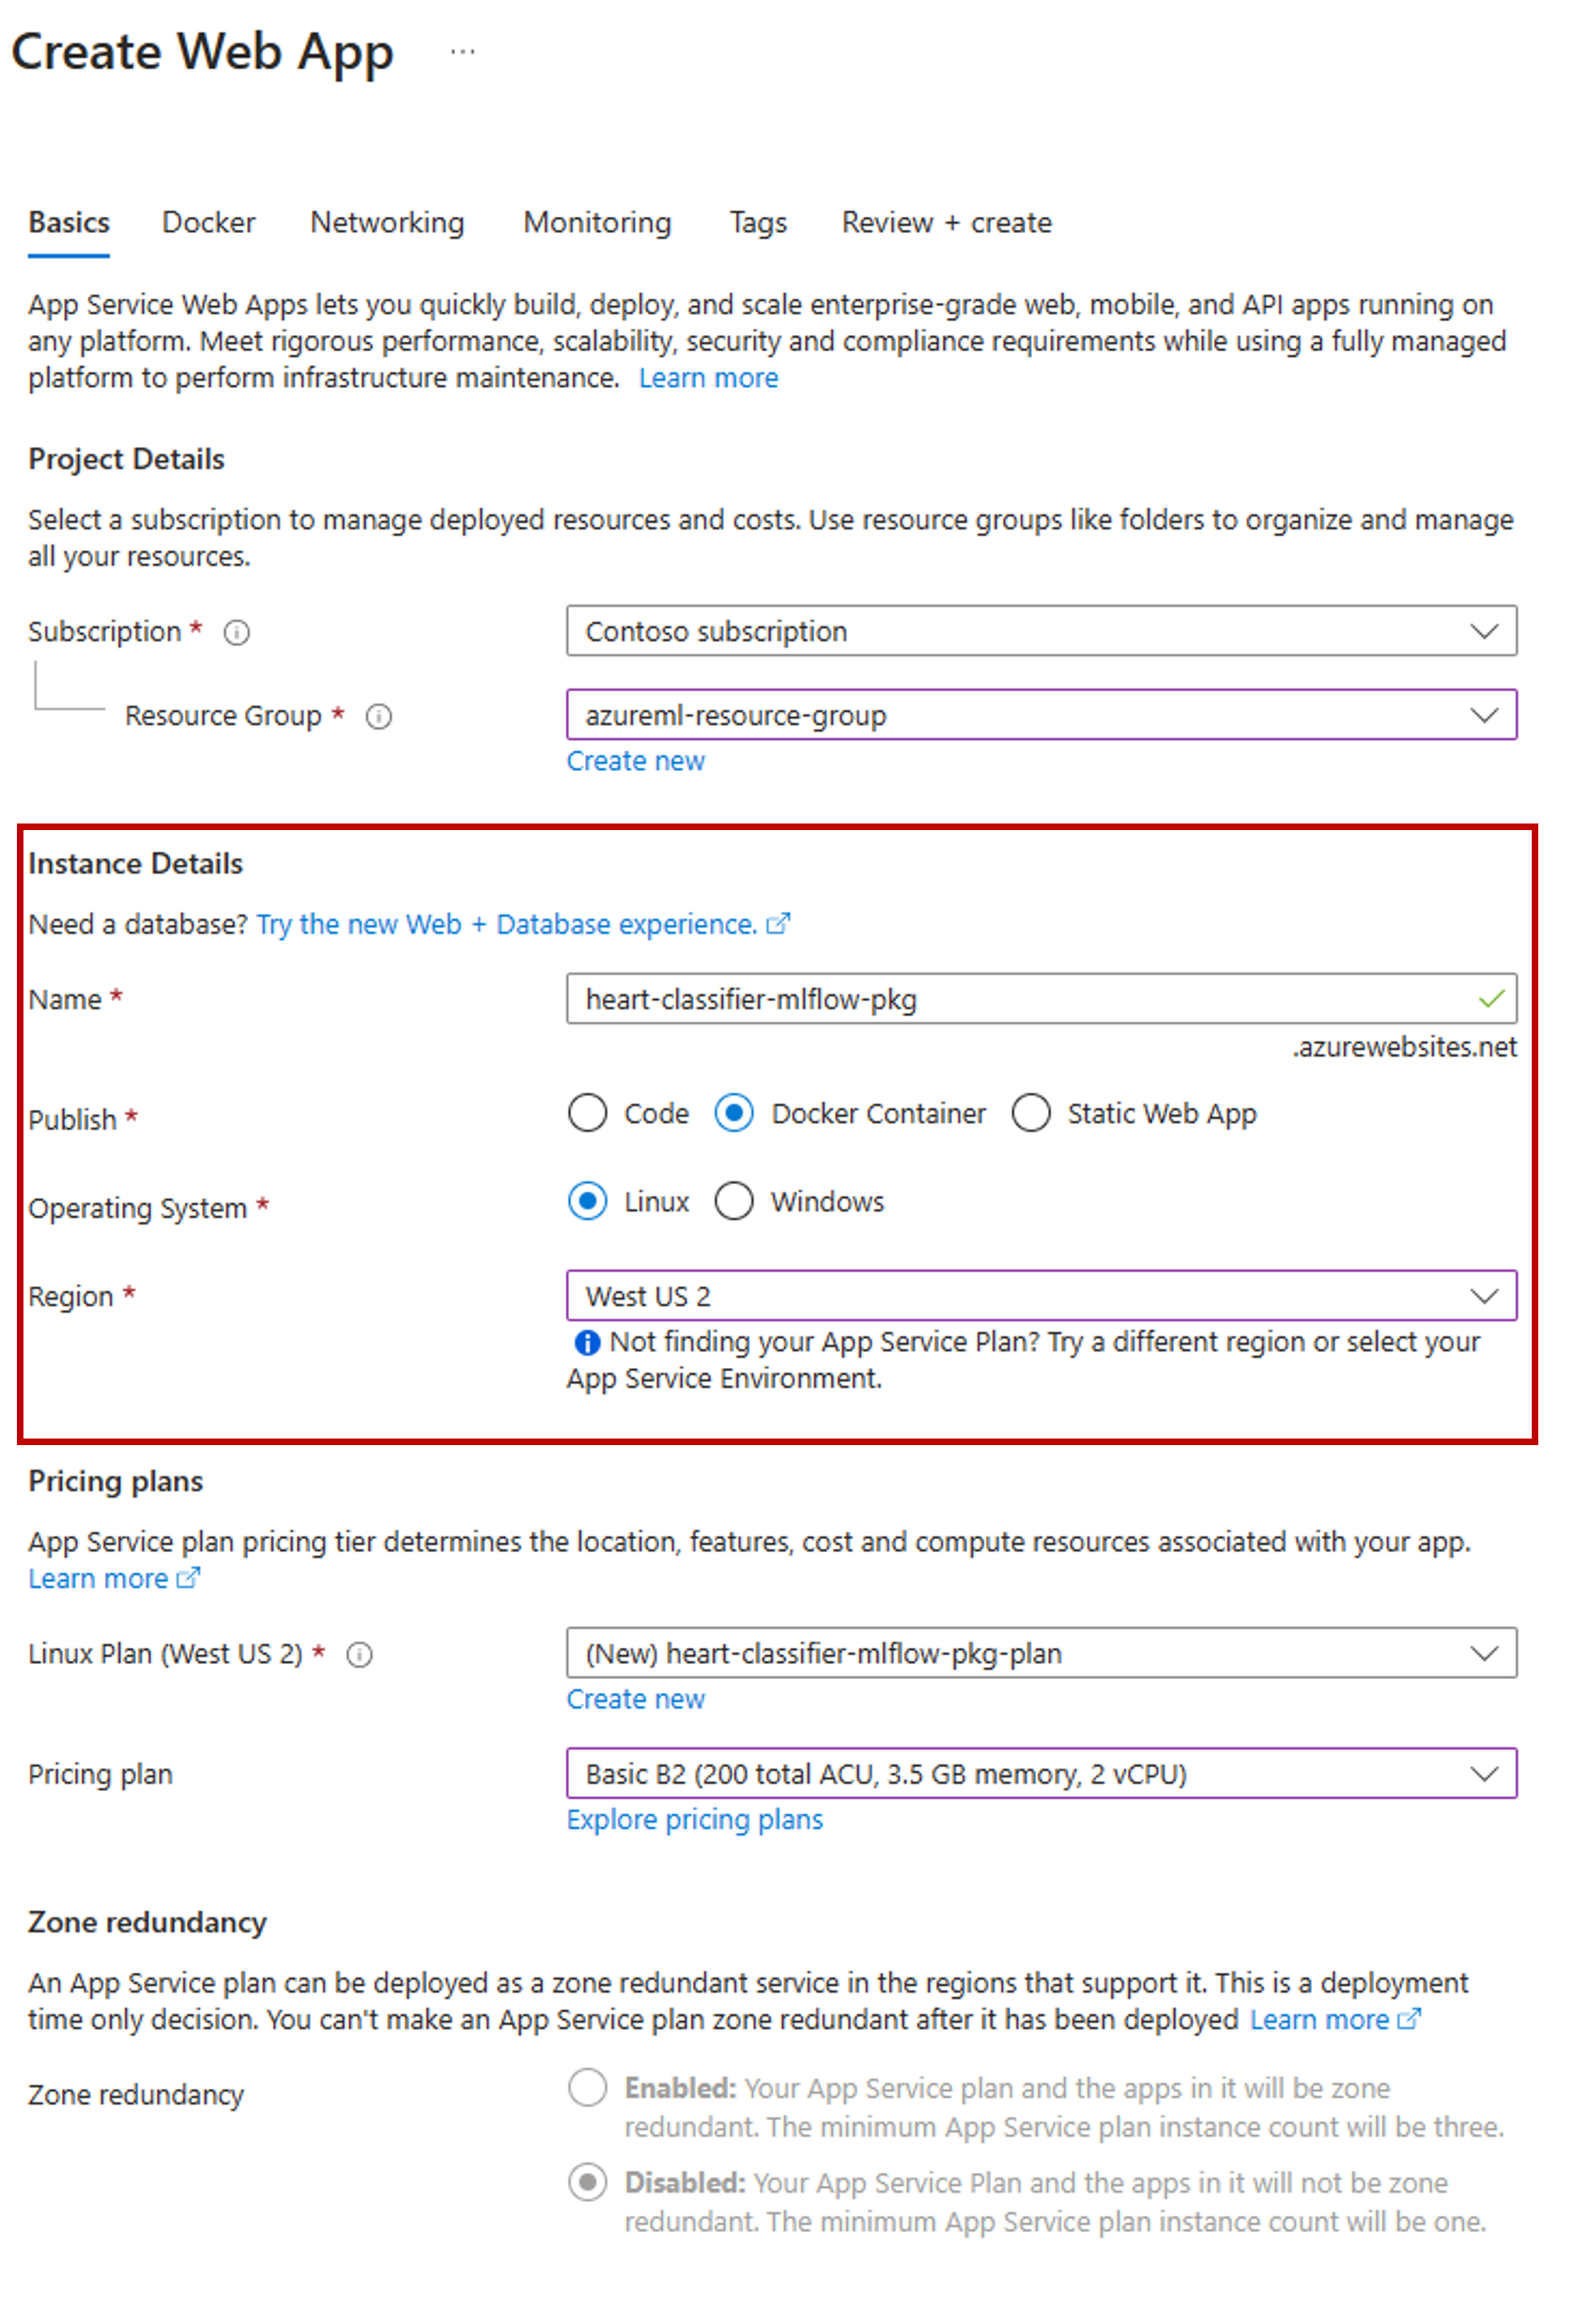 Create Web App ...
Basics Docker Networking Monitoring Tags Review + create
App Service Web Apps lets you quickly build, deploy, and scale enterprise-grade web, mobile, and API apps running on
any platform. Meet rigorous performance, scalability, security and compliance requirements while using a fully managed
platform to perform infrastructure maintenance. Learn more
Project Details
Select a subscription to manage deployed resources and costs. Use resource groups like folders to organize and manage
all your resources.
Subscription * Contoso subscription
Resource Group * azureml-resource-group
Create new
Instance Details
Need a database? Try the new Web + Database experience.
Name * heart-classifier-mlflow-pkg
.azurewebsites.net
Publish * Code Docker Container Static Web App
Operating System * Linux Windows
Region * West US 2
Not finding your App Service Plan? Try a different region or select your
App Service Environment.
Pricing plans
App Service plan pricing tier determines the location, features, cost and compute resources associated with your app.
Learn more
Linux Plan (West US 2) * (New) heart-classifier-mlflow-pkg-plan
Create new
Pricing plan Basic B2 (200 total ACU, 3.5 GB memory, 2 vCPU)
Explore pricing plans
Zone redundancy
An App Service plan can be deployed as a zone redundant service in the regions that support it. This is a deployment
time only decision. You can't make an App Service plan zone redundant after it has been deployed Learn more
Zone redundancy Enabled: Your App Service plan and the apps in it will be zone
redundant. The minimum App Service plan instance count will be three.
Disabled: Your App Service Plan and the apps in it will not be zone
redundant. The minimum App Service plan instance count will be one.